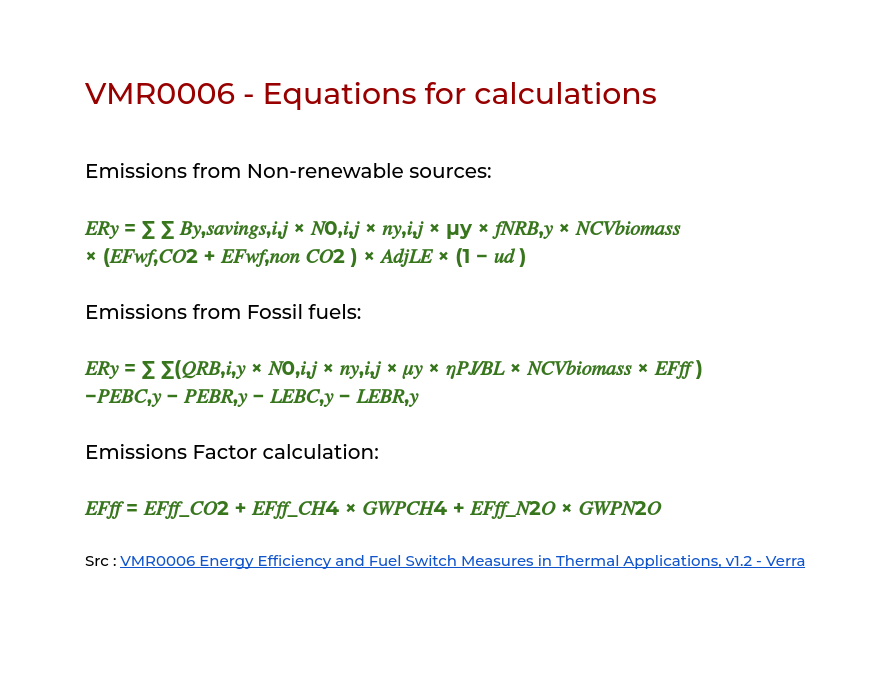 VMR0006 - Equations for calculations
Emissions from Non-renewable sources:
𝐸𝑅𝑦 = ∑ ∑ 𝐵𝑦,𝑠𝑎𝑣𝑖𝑛𝑔𝑠,𝑖,𝑗 × 𝑁0,𝑖,𝑗 × 𝑛𝑦,𝑖,𝑗 × µy × 𝑓𝑁𝑅𝐵,𝑦 × 𝑁𝐶𝑉𝑏𝑖𝑜𝑚𝑎𝑠𝑠
× (𝐸𝐹𝑤𝑓,𝐶𝑂2 + 𝐸𝐹𝑤𝑓,𝑛𝑜𝑛 𝐶𝑂2 ) × 𝐴𝑑𝑗𝐿𝐸 × (1 − 𝑢𝑑 )
Emissions from Fossil fuels:
𝐸𝑅𝑦 = ∑ ∑(𝑄𝑅𝐵,𝑖,𝑦 × 𝑁0,𝑖,𝑗 × 𝑛𝑦,𝑖,𝑗 × 𝜇𝑦 × 𝜂𝑃𝐽/𝐵𝐿 × 𝑁𝐶𝑉𝑏𝑖𝑜𝑚𝑎𝑠𝑠 × 𝐸𝐹𝑓𝑓 )
−𝑃𝐸𝐵𝐶,𝑦 − 𝑃𝐸𝐵𝑅,𝑦 − 𝐿𝐸𝐵𝐶,𝑦 − 𝐿𝐸𝐵𝑅,𝑦
Emissions Factor calculation:
𝐸𝐹𝑓𝑓 = 𝐸𝐹𝑓𝑓_𝐶𝑂2 + 𝐸𝐹𝑓𝑓_𝐶𝐻4 × 𝐺𝑊𝑃𝐶𝐻4 + 𝐸𝐹𝑓𝑓_𝑁2𝑂 × 𝐺𝑊𝑃𝑁2𝑂
Src : VMR0006 Energy Efficiency and Fuel Switch Measures in Thermal Applications, v1.2 - Verra